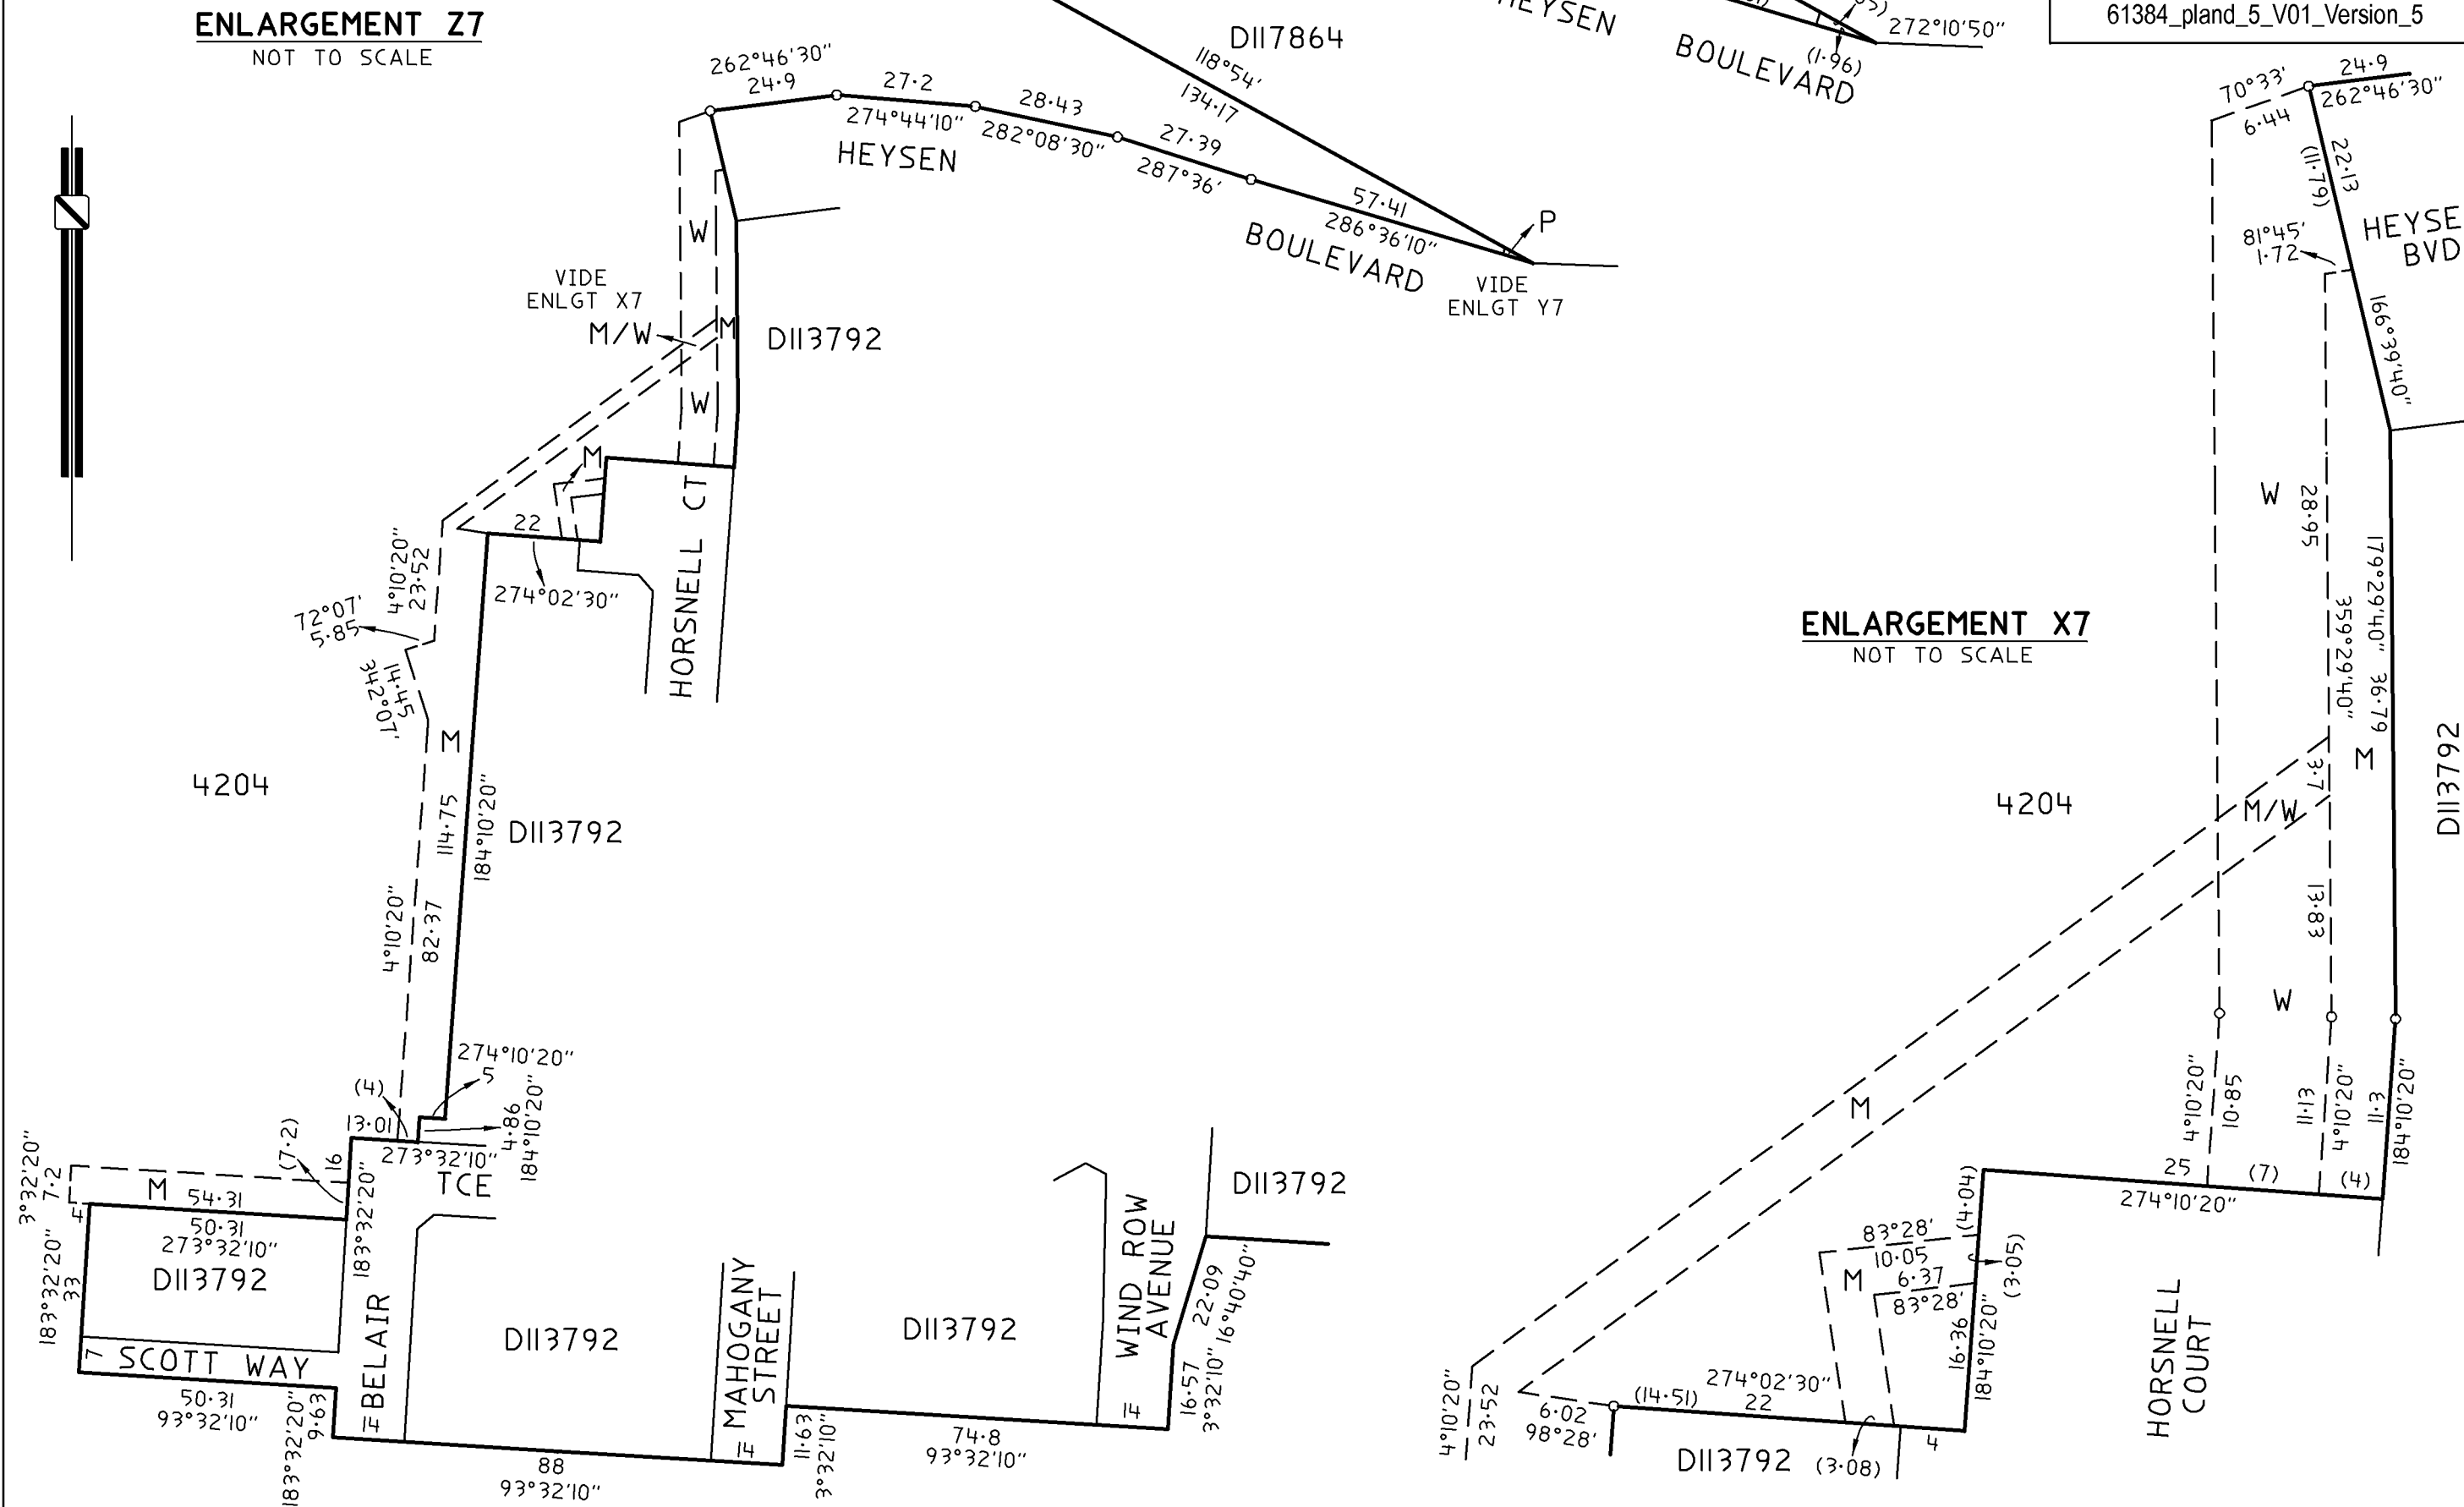 ENLARGEMENT Z7
NOT TO SCALE
61384_pland_5_V01_Version_5
HEYSEN
BOULEVARD
272°10'50"
(1·96)
D117864
118°54'
134·17
262°46'30"
24·9
27·2
274°44'10"
28·43
282°08'30"
27·39
287°36'
57·41
286°36'10"
HEYSEN
BOULEVARD
P
VIDE
ENLGT Y7
VIDE
ENLGT X7
M/W
W
M
W
D113792
M
22
274°02'30"
HORSNELL CT
4°10'20"
23·52
72°07'
5·85
14·45
342°07'
M
4204
114·75
184°10'20"
D113792
4°10'20"
82·37
274°10'20"
5
(4)
13·01
4·86
184°10'20"
273°32'10"
TCE
(7·2)
16
183°32'20"
3°32'20"
7·2
M
54·31
4
50·31
273°32'10"
D113792
183°32'20"
33
7
SCOTT WAY
50·31
93°32'10"
183°32'20"
9·63
14
BELAIR
D113792
88
93°32'10"
MAHOGANY
STREET
14
11·63
3°32'10"
D113792
74·8
93°32'10"
WIND ROW
AVENUE
14
16·57
3°32'10"
22·09
16°40'40"
D113792
ENLARGEMENT X7
NOT TO SCALE
70°33'
6·44
24·9
262°46'30"
22·13
(11·79)
HEYSE
BVD
81°45'
1·72
166°39'40"
W
28·95
179°29'40"
36·79
359°29'40"
M
3·7
M/W
4204
D113792
13·83
W
M
4°10'20"
10·85
11·13
4°10'20"
11·3
184°10'20"
25
(7)
(4)
274°10'20"
(4·04)
83°28'
10·05
M
6·37
83°28'
(3·05)
16·36
184°10'20"
HORSNELL
COURT
4°10'20"
23·52
6·02
98°28'
(14·51)
274°02'30"
22
D113792
(3·08)
4